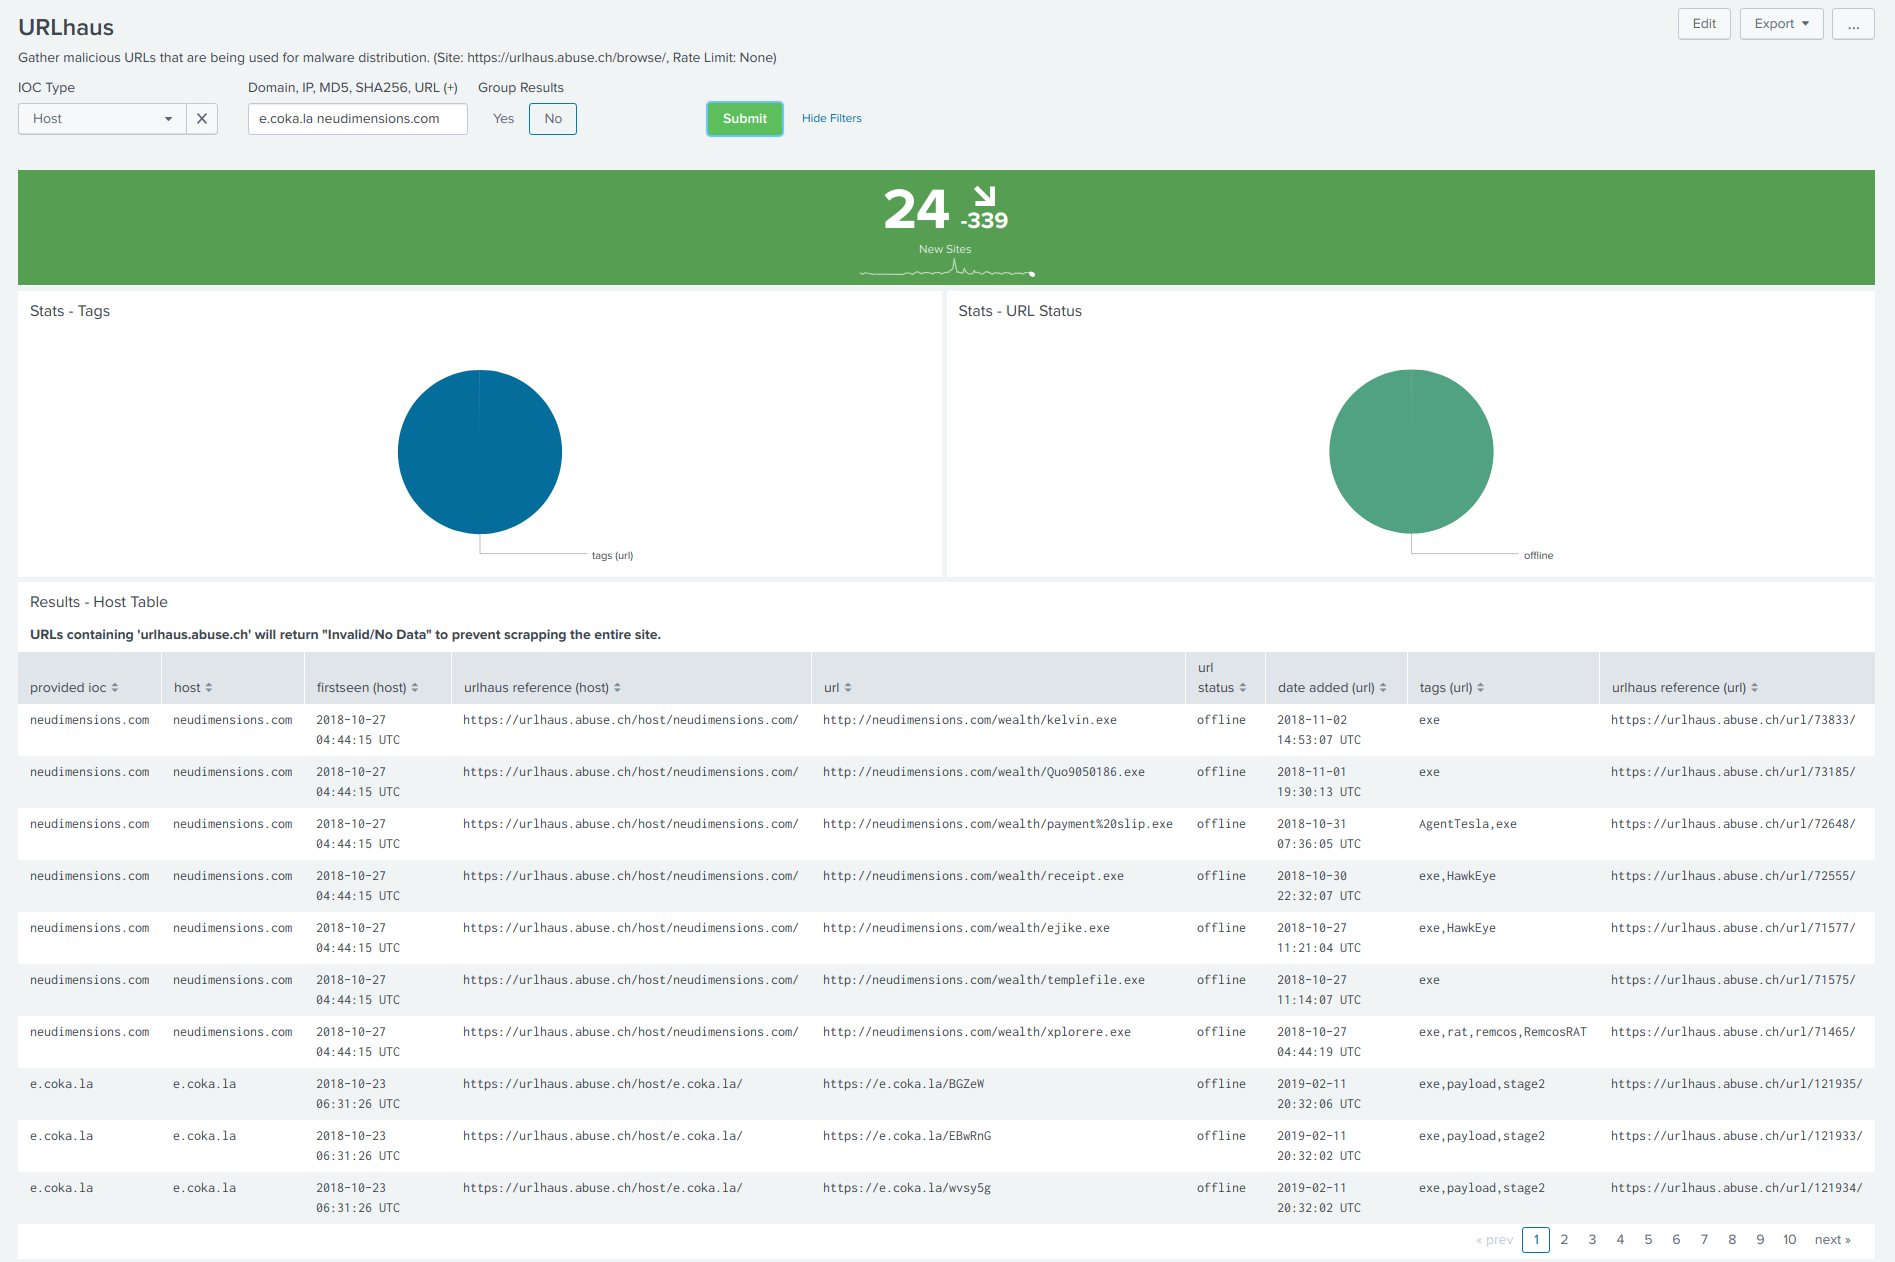 URLhaus
Edit
Export
...
Gather malicious URLs that are being used for malware distribution. (Site: https://urlhaus.abuse.ch/browse/, Rate Limit: None)
IOC Type
Domain, IP, MD5, SHA256, URL (+)
Group Results
Host
e.coka.la neudimensions.com
Yes
No
Submit
Hide Filters
24
-339
New Sites
Stats - Tags
Stats - URL Status
tags (url)
offline
Results - Host Table
URLs containing 'urlhaus.abuse.ch' will return "Invalid/No Data" to prevent scrapping the entire site.
provided ioc host firstseen (host) urlhaus reference (host) url url status date added (url) tags (url) urlhaus reference (url)
neudimensions.com neudimensions.com 2018-10-27 https://urlhaus.abuse.ch/host/neudimensions.com/ http://neudimensions.com/wealth/kelvin.exe offline 2018-11-02 exe https://urlhaus.abuse.ch/url/73833/
04:44:15 UTC 14:53:07 UTC
neudimensions.com neudimensions.com 2018-10-27 https://urlhaus.abuse.ch/host/neudimensions.com/ http://neudimensions.com/wealth/Quo9050186.exe offline 2018-11-01 exe https://urlhaus.abuse.ch/url/73185/
04:44:15 UTC 19:30:13 UTC
neudimensions.com neudimensions.com 2018-10-27 https://urlhaus.abuse.ch/host/neudimensions.com/ http://neudimensions.com/wealth/payment%20slip.exe offline 2018-10-31 AgentTesla,exe https://urlhaus.abuse.ch/url/72648/
04:44:15 UTC 07:36:05 UTC
neudimensions.com neudimensions.com 2018-10-27 https://urlhaus.abuse.ch/host/neudimensions.com/ http://neudimensions.com/wealth/receipt.exe offline 2018-10-30 exe,HawkEye https://urlhaus.abuse.ch/url/72555/
04:44:15 UTC 22:32:07 UTC
neudimensions.com neudimensions.com 2018-10-27 https://urlhaus.abuse.ch/host/neudimensions.com/ http://neudimensions.com/wealth/ejike.exe offline 2018-10-27 exe,HawkEye https://urlhaus.abuse.ch/url/71577/
04:44:15 UTC 11:21:04 UTC
neudimensions.com neudimensions.com 2018-10-27 https://urlhaus.abuse.ch/host/neudimensions.com/ http://neudimensions.com/wealth/templefile.exe offline 2018-10-27 exe https://urlhaus.abuse.ch/url/71575/
04:44:15 UTC 11:14:07 UTC
neudimensions.com neudimensions.com 2018-10-27 https://urlhaus.abuse.ch/host/neudimensions.com/ http://neudimensions.com/wealth/xplorere.exe offline 2018-10-27 exe,rat,remcos,RemcosRAT https://urlhaus.abuse.ch/url/71465/
04:44:15 UTC 04:44:19 UTC
e.coka.la e.coka.la 2018-10-23 https://urlhaus.abuse.ch/host/e.coka.la/ https://e.coka.la/BGZeW offline 2019-02-11 exe,payload,stage2 https://urlhaus.abuse.ch/url/121935/
06:31:26 UTC 20:32:06 UTC
e.coka.la e.coka.la 2018-10-23 https://urlhaus.abuse.ch/host/e.coka.la/ https://e.coka.la/EBwRnG offline 2019-02-11 exe,payload,stage2 https://urlhaus.abuse.ch/url/121933/
06:31:26 UTC 20:32:02 UTC
e.coka.la e.coka.la 2018-10-23 https://urlhaus.abuse.ch/host/e.coka.la/ https://e.coka.la/wvsy5g offline 2019-02-11 exe,payload,stage2 https://urlhaus.abuse.ch/url/121934/
06:31:26 UTC 20:32:02 UTC
« prev 1 2 3 4 5 6 7 8 9 10 next »